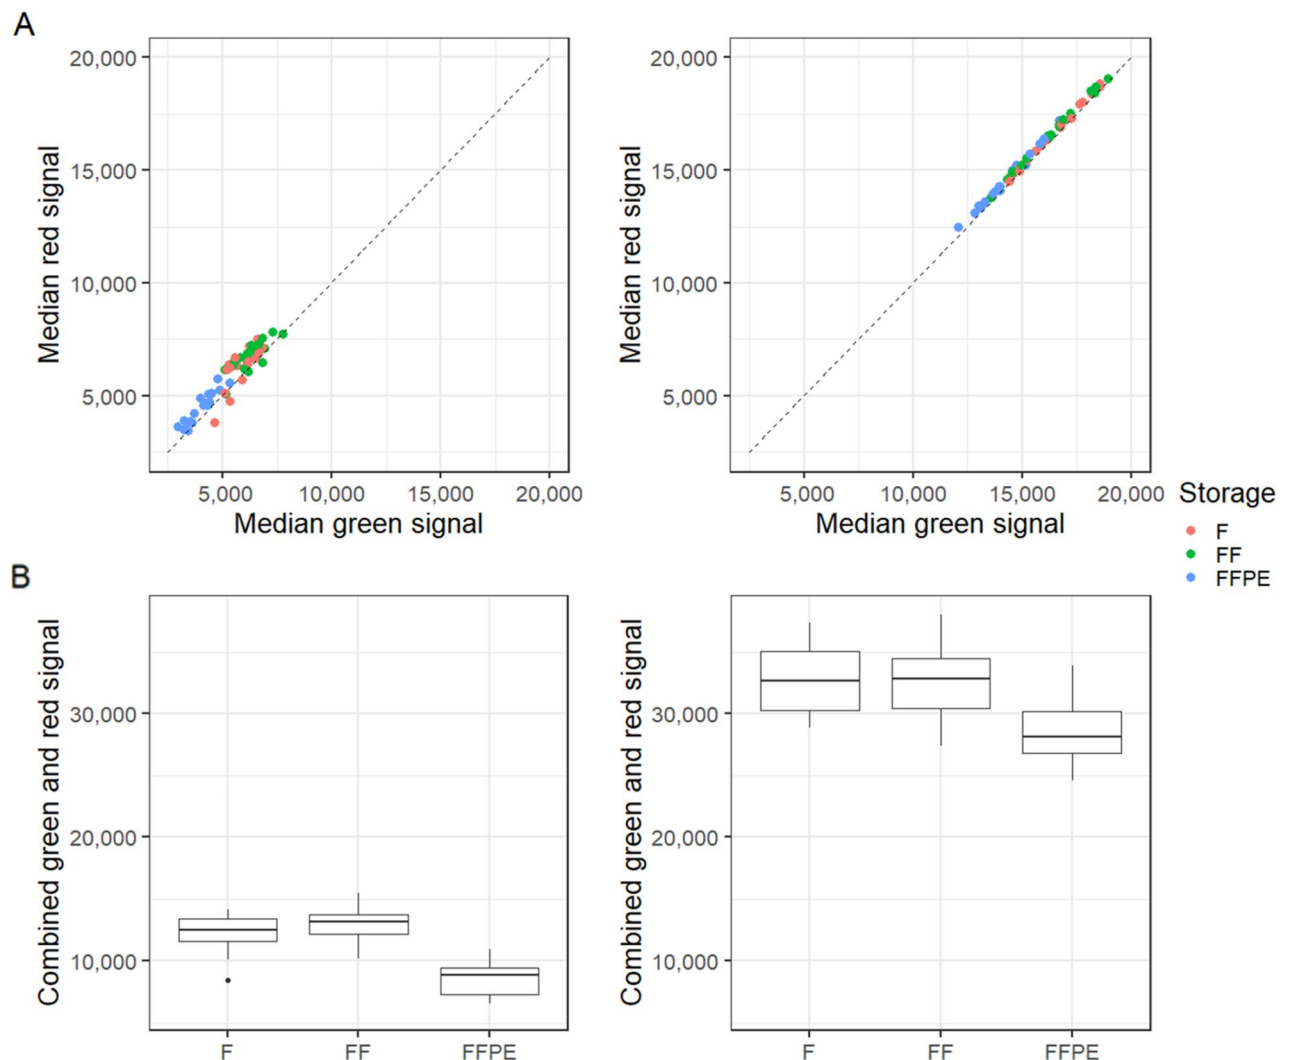 A
20,000
15,000
10,000
5,000
Median red signal
5,000 10,000 15,000 20,000
Median green signal
20,000
15,000
10,000
5,000
Median red signal
5,000 10,000 15,000 20,000
Median green signal
Storage
F
FF
FFPE
B
30,000
20,000
10,000
Combined green and red signal
F FF FFPE
30,000
20,000
10,000
Combined green and red signal
F FF FFPE